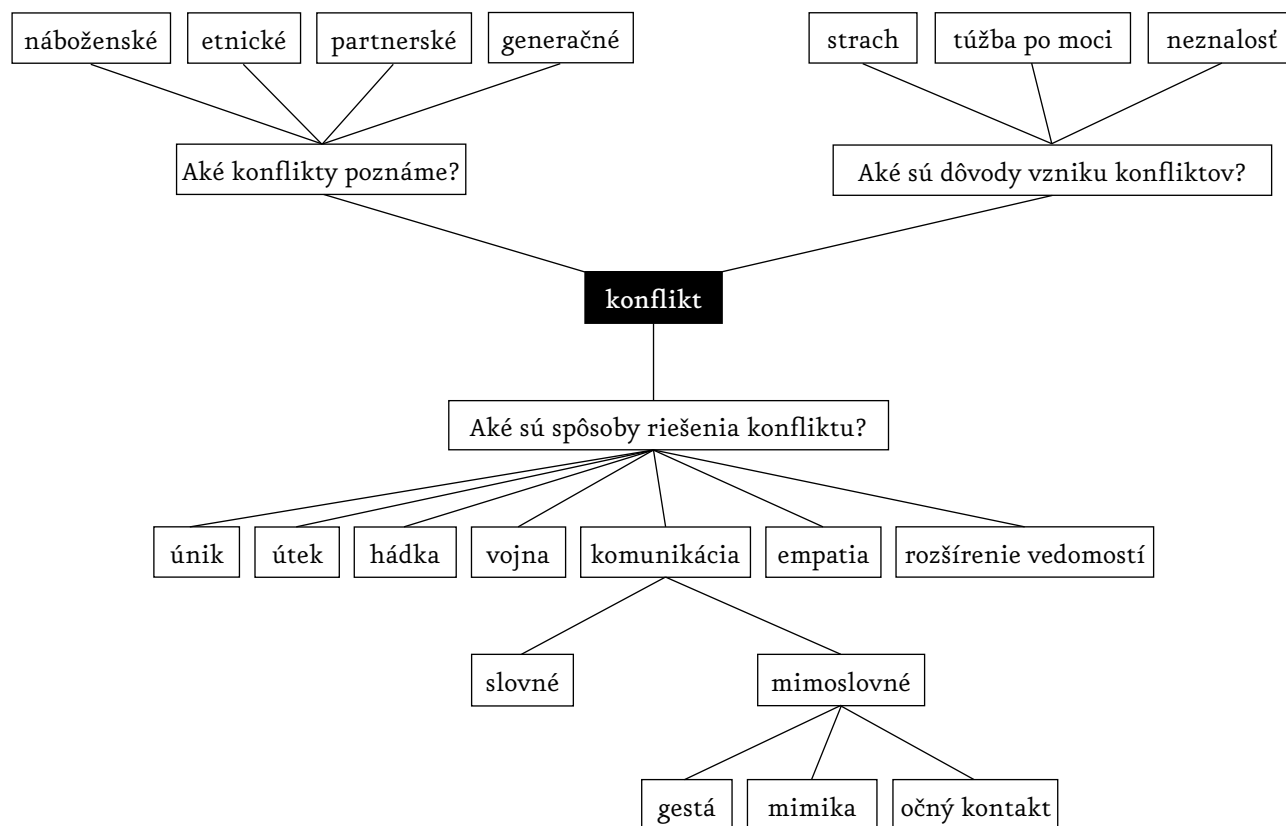 náboženské
etnické
partnerské
generačné
strach
túžba po moci
neznalosť
Aké konflikty poznáme?
Aké sú dôvody vzniku konfliktov?
konflikt
Aké sú spôsoby riešenia konfliktu?
únik
útek
hádka
vojna
komunikácia
empatia
rozšírenie vedomostí
slovné
mimoslovné
gestá
mimika
očný kontakt